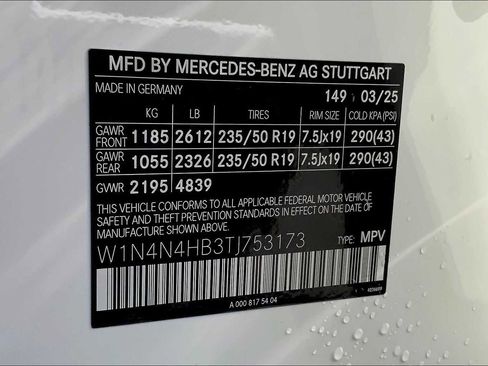 MFD BY MERCEDES-BENZ AG STUTTGART
MADE IN GERMANY 149 03/25
KG LB TIRES RIM SIZE COLD KPA(PSI)
GAWR FRONT 1185 2612 235/50 R19 7.5Jx19 290(43)
GAWR REAR 1055 2326 235/50 R19 7.5Jx19 290(43)
GVWR 2195 4839
THIS VEHICLE CONFORMS TO ALL APPLICABLE FEDERAL MOTOR VEHICLE
SAFETY BUMPER AND THEFT PREVENTION STANDARDS IN EFFECT ON THE DATE OF
MANUFACTURE SHOWN ABOVE.
W1N4N4HB3TJ753173 TYPE: MPV
A 000 817 54 04